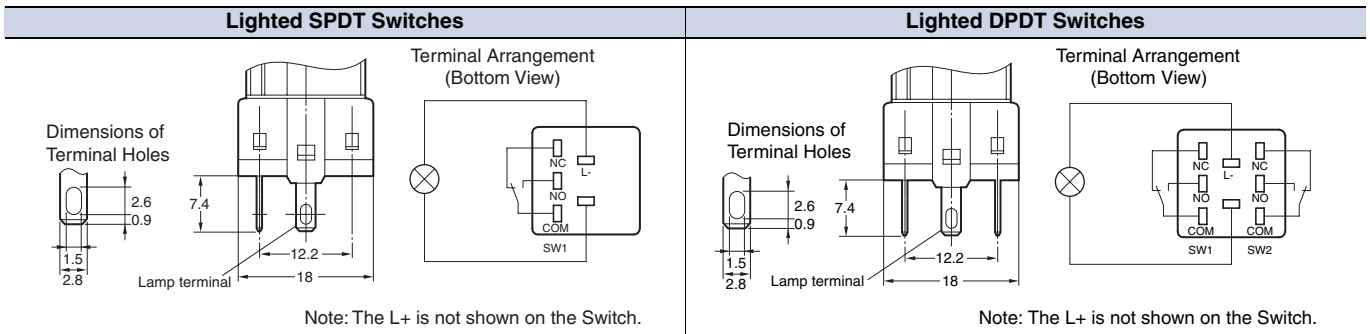 Lighted SPDT Switches
Terminal Arrangement
(Bottom View)
Dimensions of
Terminal Holes
NC
L-
NO
COM
SW1
7.4
2.6
0.9
1.5
2.8
12.2
18
Lamp terminal
Note: The L+ is not shown on the Switch.
Lighted DPDT Switches
Terminal Arrangement
(Bottom View)
Dimensions of
Terminal Holes
NC
NC
L-
NO
NO
COM
COM
SW1
SW2
7.4
2.6
0.9
1.5
2.8
12.2
18
Lamp terminal
Note: The L+ is not shown on the Switch.